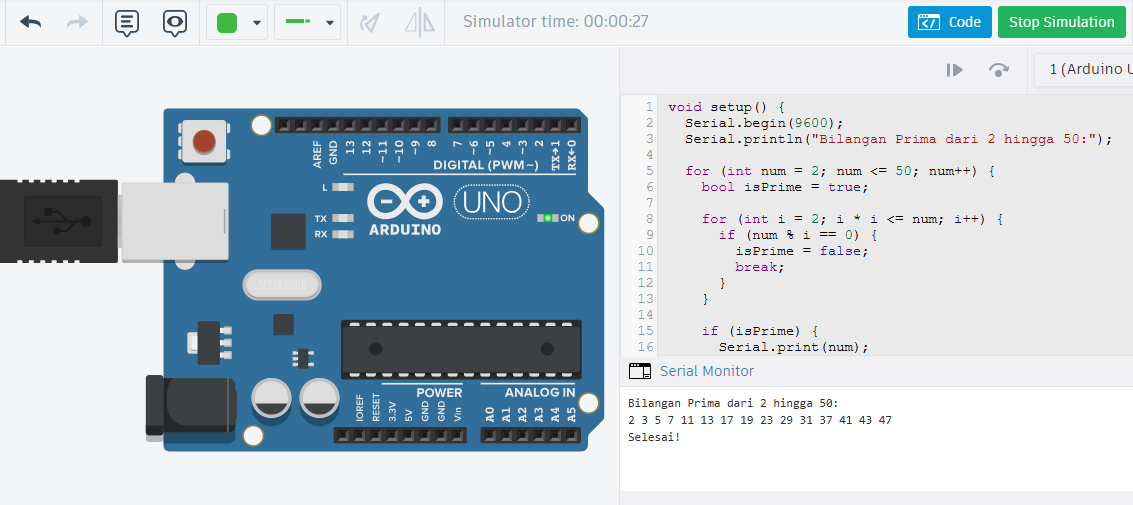 Simulator time: 00:00:27
Code
Stop Simulation
1 (Arduino U
AREF
GND
13
12
~11
~10
~9
8
7
~6
~5
4
~3
2
TX→1
RX←0
DIGITAL (PWM~)
L
TX
RX
ARDUINO
UNO
ON
POWER
ANALOG IN
IOREF
RESET
3.3V
5V
GND
GND
Vin
A0
A1
A2
A3
A4
A5
1 void setup() {
2 Serial.begin(9600);
3 Serial.println("Bilangan Prima dari 2 hingga 50:");
4
5 for (int num = 2; num <= 50; num++) {
6 bool isPrime = true;
7
8 for (int i = 2; i * i <= num; i++) {
9 if (num % i == 0) {
10 isPrime = false;
11 break;
12 }
13 }
14
15 if (isPrime) {
16 Serial.print(num);
Serial Monitor
Bilangan Prima dari 2 hingga 50:
2 3 5 7 11 13 17 19 23 29 31 37 41 43 47
Selesai!